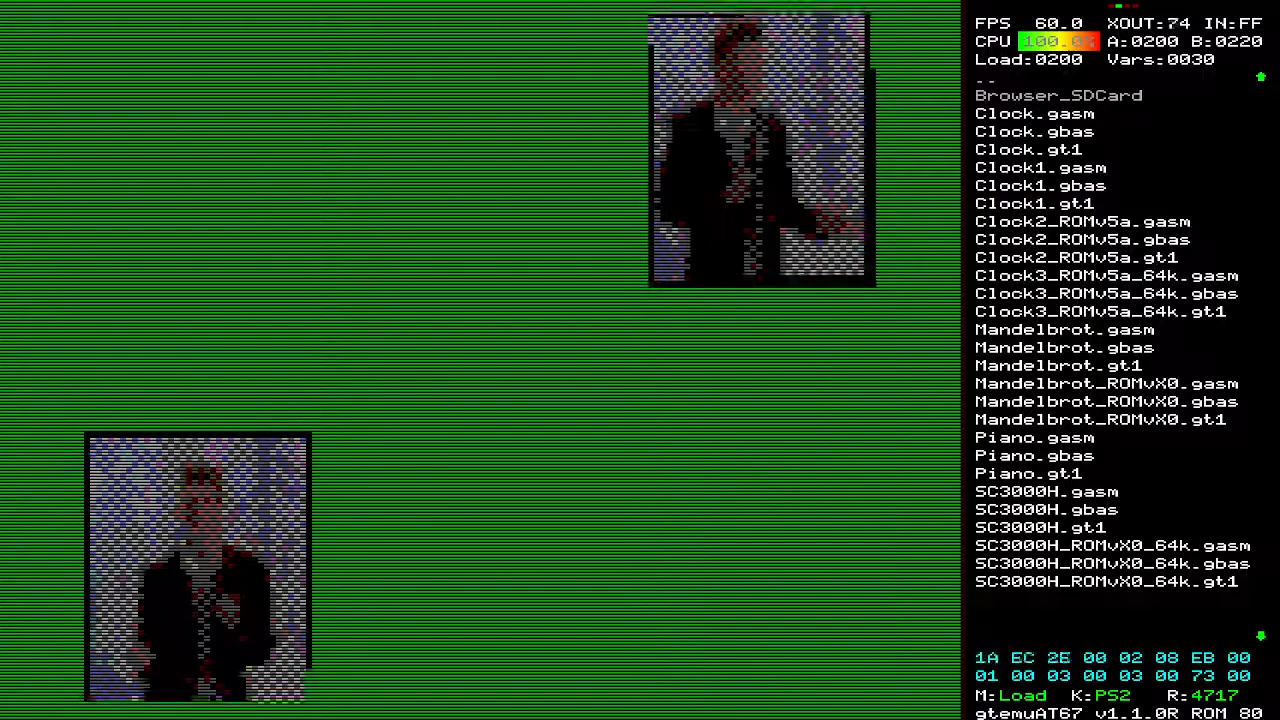 FPS 60.0 XOUT:74 IN:FF
CPU 100.0% A:0200 B:0220
Load:0200 Vars:0030
..
Browser_SDCard
Clock.gasm
Clock.gbas
Clock.gt1
Clock1.gasm
Clock1.gbas
Clock1.gt1
Clock2_ROMv5a.gasm
Clock2_ROMv5a.gbas
Clock2_ROMv5a.gt1
Clock3_ROMv5a_64k.gasm
Clock3_ROMv5a_64k.gbas
Clock3_ROMv5a_64k.gt1
Mandelbrot.gasm
Mandelbrot.gbas
Mandelbrot.gt1
Mandelbrot_ROMvX0.gasm
Mandelbrot_ROMvX0.gbas
Mandelbrot_ROMvX0.gt1
Piano.gasm
Piano.gbas
Piano.gt1
SC3000H.gasm
SC3000H.gbas
SC3000H.gt1
SC3000H_ROMvX0_64k.gasm
SC3000H_ROMvX0_64k.gbas
SC3000H_ROMvX0_64k.gt1
1A EC 2E 00 02 08 EB 00
01 00 03 00 03 00 73 00
M:Load K:PS2 R:4717
gtemuAT67 v1.1.0R ROM 80